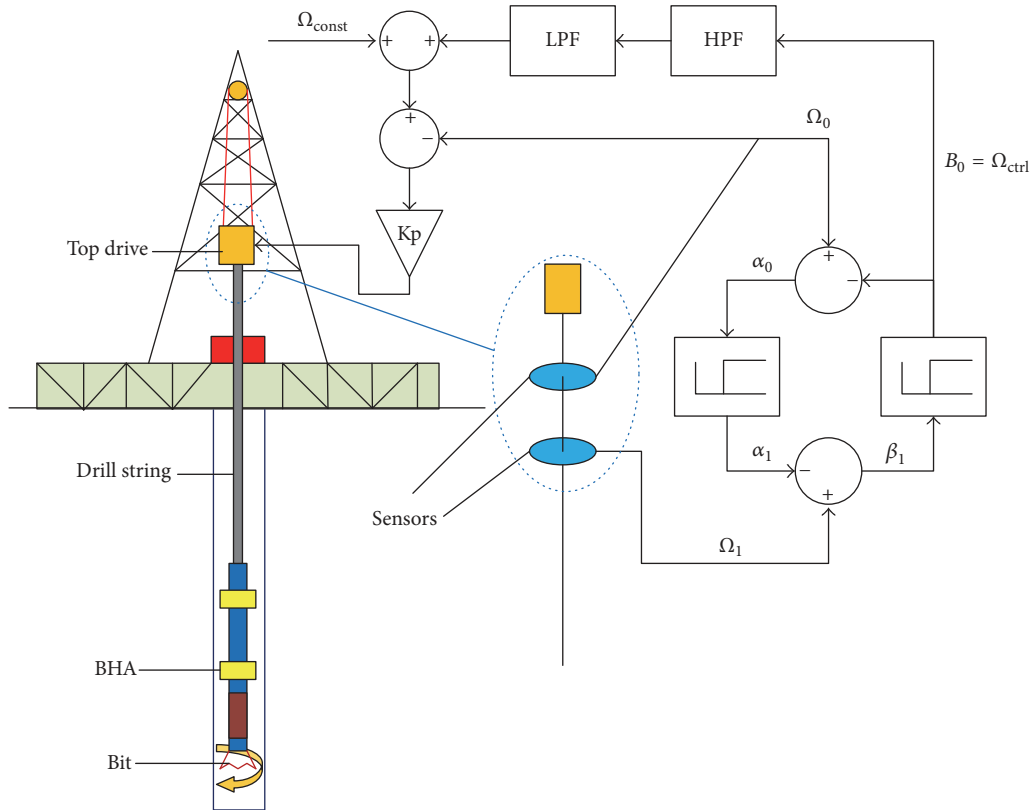 Ω_const
+
+
LPF
HPF
+
−
Ω_0
B_0 = Ω_ctrl
Kp
Top drive
α_0
+
−
Drill string
α_1
−
β_1
+
Sensors
Ω_1
BHA
Bit